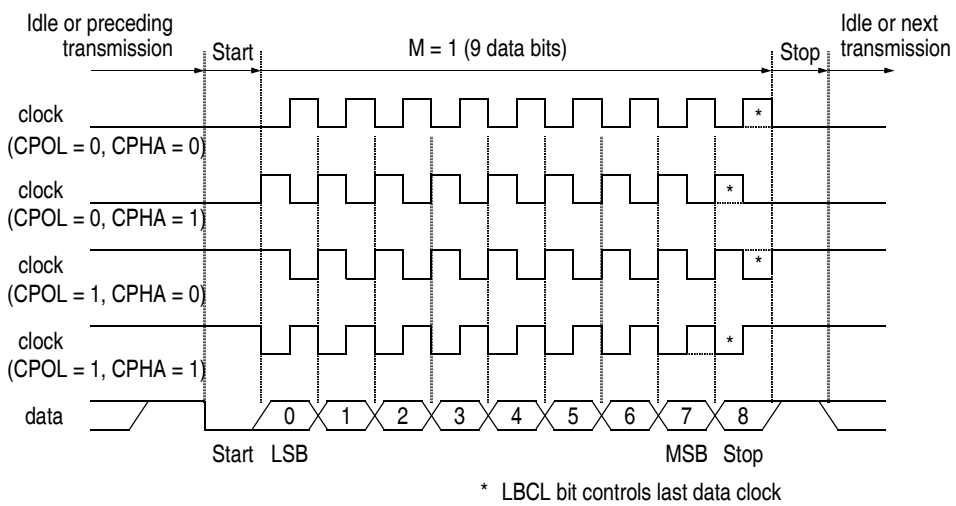 Idle or preceding
transmission
Start
M = 1 (9 data bits)
Stop
Idle or next
transmission
clock
(CPOL = 0, CPHA = 0)
*
clock
(CPOL = 0, CPHA = 1)
*
clock
(CPOL = 1, CPHA = 0)
*
clock
(CPOL = 1, CPHA = 1)
*
data
0 1 2 3 4 5 6 7 8
Start LSB MSB Stop
* LBCL bit controls last data clock